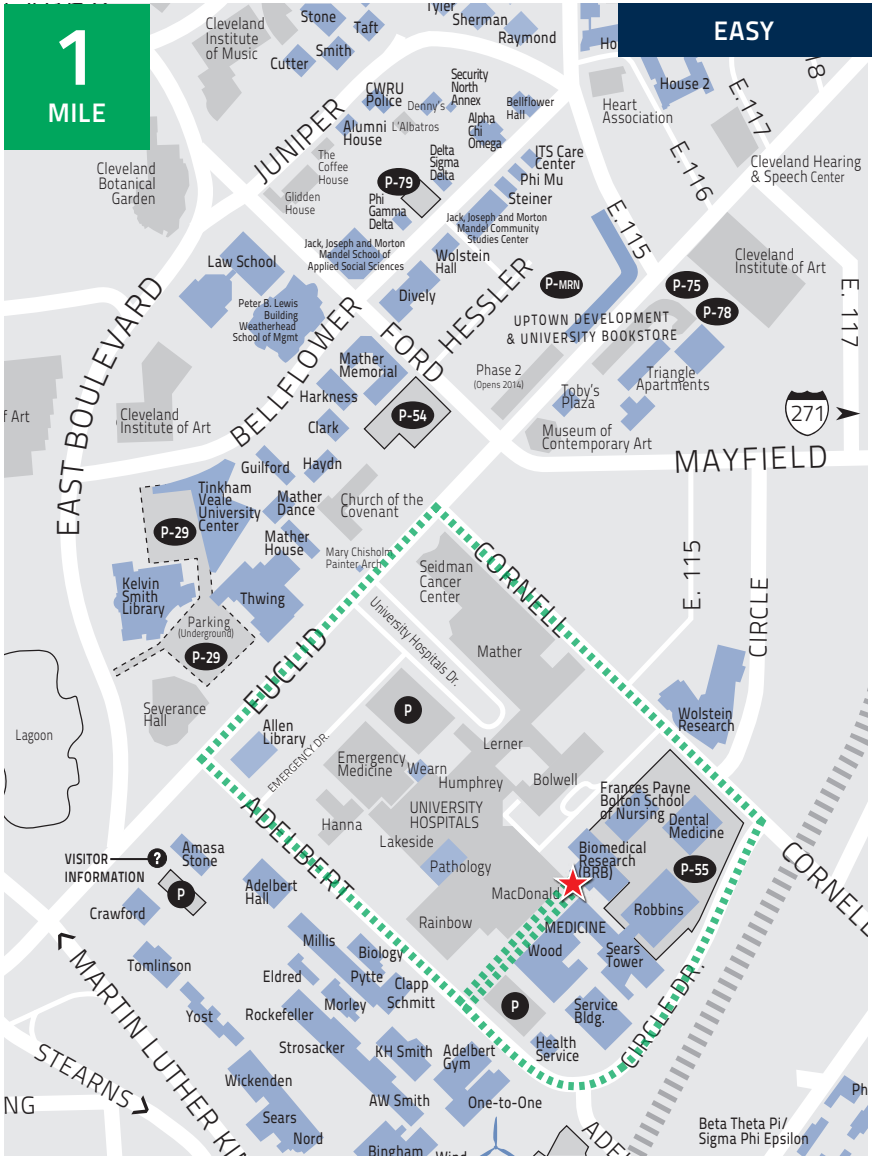 1
MILE
EASY
Cleveland
Institute
of Music
Stone
Taft
Smith
Cutter
Tyler
Sherman
Raymond
House 2
Heart
Association
E. 117
E. 116
E. 115
Cleveland Hearing
& Speech Center
JUNIPER
CWRU
Police
Security
North
Annex
Denny's
Bellflower
Hall
Alumni
House
L'Albatros
Alpha
Chi
Omega
The
Coffee
House
P-79
Delta
Sigma
Delta
ITS Care
Center
Phi Mu
Steiner
Glidden
House
Phi
Gamma
Delta
Jack, Joseph and Morton
Mandel Community
Studies Center
Cleveland
Botanical
Garden
Jack, Joseph and Morton
Mandel School of
Applied Social Sciences
Wolstein
Hall
Law School
Dively
HESSLER
P-MRN
P-75
P-78
Cleveland
Institute of Art
E. 117
Peter B. Lewis
Building
Weatherhead
School of Mgmt
UPTOWN DEVELOPMENT
& UNIVERSITY BOOKSTORE
FORD
BELLFLOWER
EAST BOULEVARD
Mather
Memorial
Phase 2
(Opens 2014)
Toby's
Plaza
Triangle
Apartments
271
Harkness
P-54
Clark
f Art
Cleveland
Institute of Art
Museum of
Contemporary Art
MAYFIELD
Guilford
Haydn
Tinkham
Veale
University
Center
Mather
Dance
Church of the
Covenant
P-29
Mather
House
Mary Chisholm
Painter Arch
Seidman
Cancer
Center
CORNELL
E. 115
CIRCLE
Kelvin
Smith
Library
Thwing
Parking
(Underground)
P-29
EUCLID
University Hospitals Dr.
Mather
Severance
Hall
Lagoon
P
Wolstein
Research
Allen
Library
EMERGENCY DR.
Lerner
Emergency
Medicine
Wearn
Humphrey
Bolwell
Frances Payne
Bolton School
of Nursing
Dental
Medicine
UNIVERSITY
HOSPITALS
Hanna
ADELBERT
Lakeside
Biomedical
Research
(BRB)
P-55
CORNELL
Amasa
Stone
VISITOR
INFORMATION
?
P
Pathology
Adelbert
Hall
MacDonald
Robbins
Crawford
Rainbow
MEDICINE
Millis
Biology
Wood
Sears
Tower
Tomlinson
Eldred
Pytte
Clapp
Schmitt
CIRCLE DR.
MARTIN LUTHER KIN
Yost
Rockefeller
Morley
P
Service
Bldg.
Strosacker
KH Smith
Adelbert
Gym
Health
Service
STEARNS
Wickenden
AW Smith
One-to-One
NG
Sears
Nord
Bingham
Beta Theta Pi/
Sigma Phi Epsilon